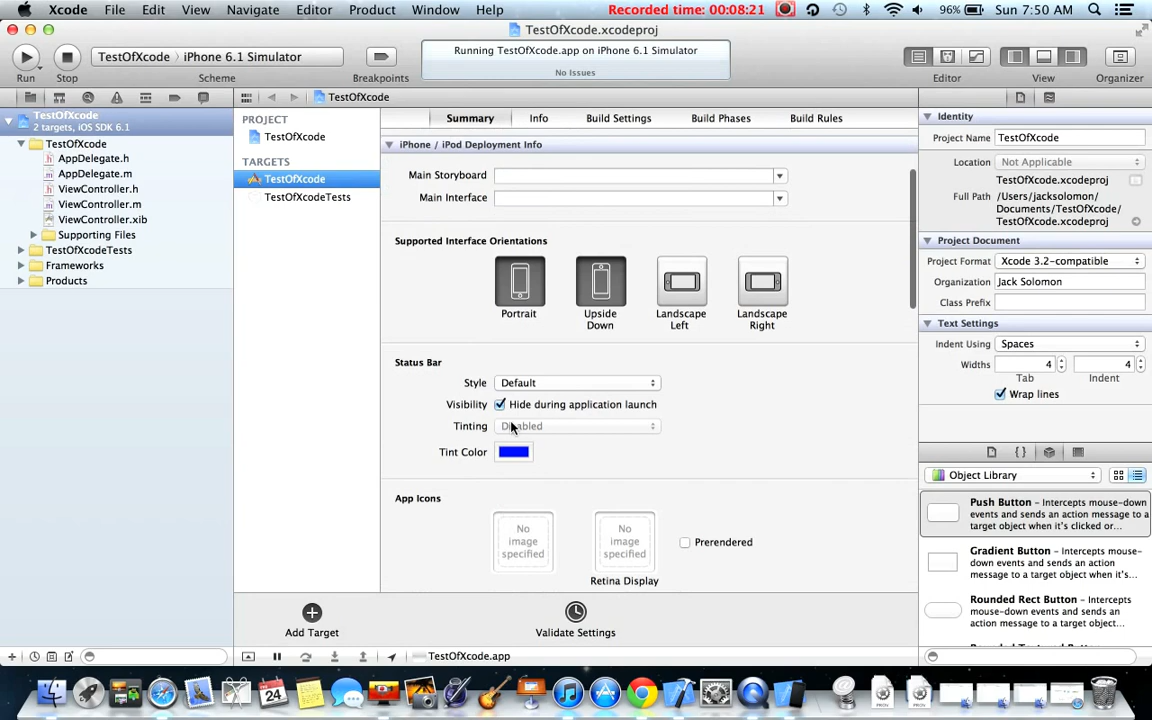 Xcode File Edit View Navigate Editor Product Window Help Recorded time: 00:08:21 96% Sun 7:50 AM
TestOfXcode.xcodeproj
TestOfXcode iPhone 6.1 Simulator
Running TestOfXcode.app on iPhone 6.1 Simulator
No Issues
Run Stop Scheme Breakpoints Editor View Organizer
TestOfXcode
2 targets, iOS SDK 6.1
TestOfXcode
AppDelegate.h
AppDelegate.m
ViewController.h
ViewController.m
ViewController.xib
Supporting Files
TestOfXcodeTests
Frameworks
Products
TestOfXcode
PROJECT
TestOfXcode
TARGETS
TestOfXcode
TestOfXcodeTests
Summary Info Build Settings Build Phases Build Rules
iPhone / iPod Deployment Info
Main Storyboard
Main Interface
Supported Interface Orientations
Portrait
Upside
Down
Landscape
Left
Landscape
Right
Status Bar
Style Default
Visibility Hide during application launch
Tinting Disabled
Tint Color
App Icons
No
image
specified
No
image
specified
Prerendered
Retina Display
Add Target
Validate Settings
TestOfXcode.app
Identity
Project Name TestOfXcode
Location Not Applicable
TestOfXcode.xcodeproj
Full Path /Users/jacksolomon/
Documents/TestOfXcode/
TestOfXcode.xcodeproj
Project Document
Project Format Xcode 3.2-compatible
Organization Jack Solomon
Class Prefix
Text Settings
Indent Using Spaces
Widths 4 4
Tab Indent
Wrap lines
Object Library
Push Button – Intercepts mouse-down
events and sends an action message to a
target object when it's clicked or...
Gradient Button – Intercepts mouse-
down events and sends an action
message to a target object when it's...
Rounded Rect Button – Intercepts
mouse-down events and sends an
action message to a target object...
24